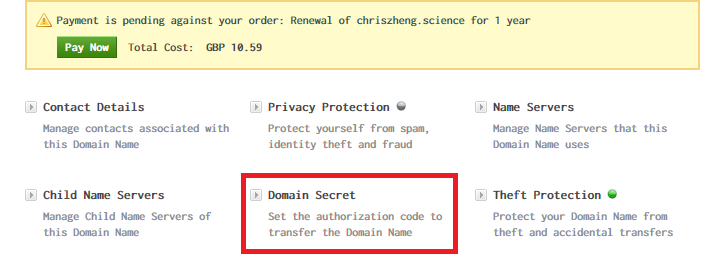 Payment is pending against your order: Renewal of chriszheng.science for 1 year
Pay Now Total Cost: GBP 10.59
Contact Details
Manage contacts associated with
this Domain Name
Privacy Protection
Protect yourself from spam,
identity theft and fraud
Name Servers
Manage Name Servers that this
Domain Name uses
Child Name Servers
Manage Child Name Servers of
this Domain Name
Domain Secret
Set the authorization code to
transfer the Domain Name
Theft Protection
Protect your Domain Name from
theft and accidental transfers